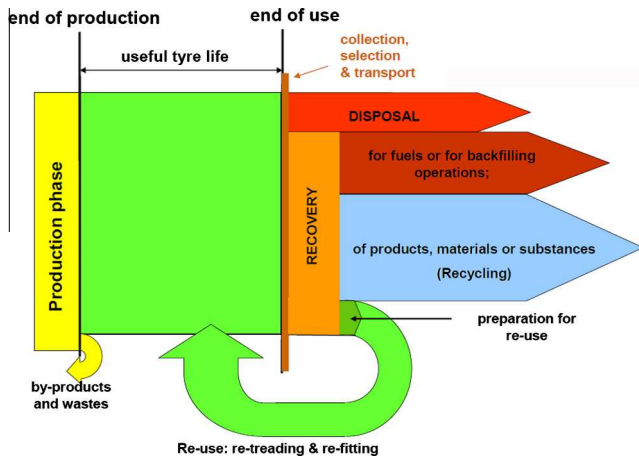 end of production
end of use
useful tyre life
collection,
selection
& transport
DISPOSAL
for fuels or for backfilling
operations;
Production phase
RECOVERY
of products, materials or substances
(Recycling)
preparation for
re-use
by-products
and wastes
Re-use: re-treading & re-fitting